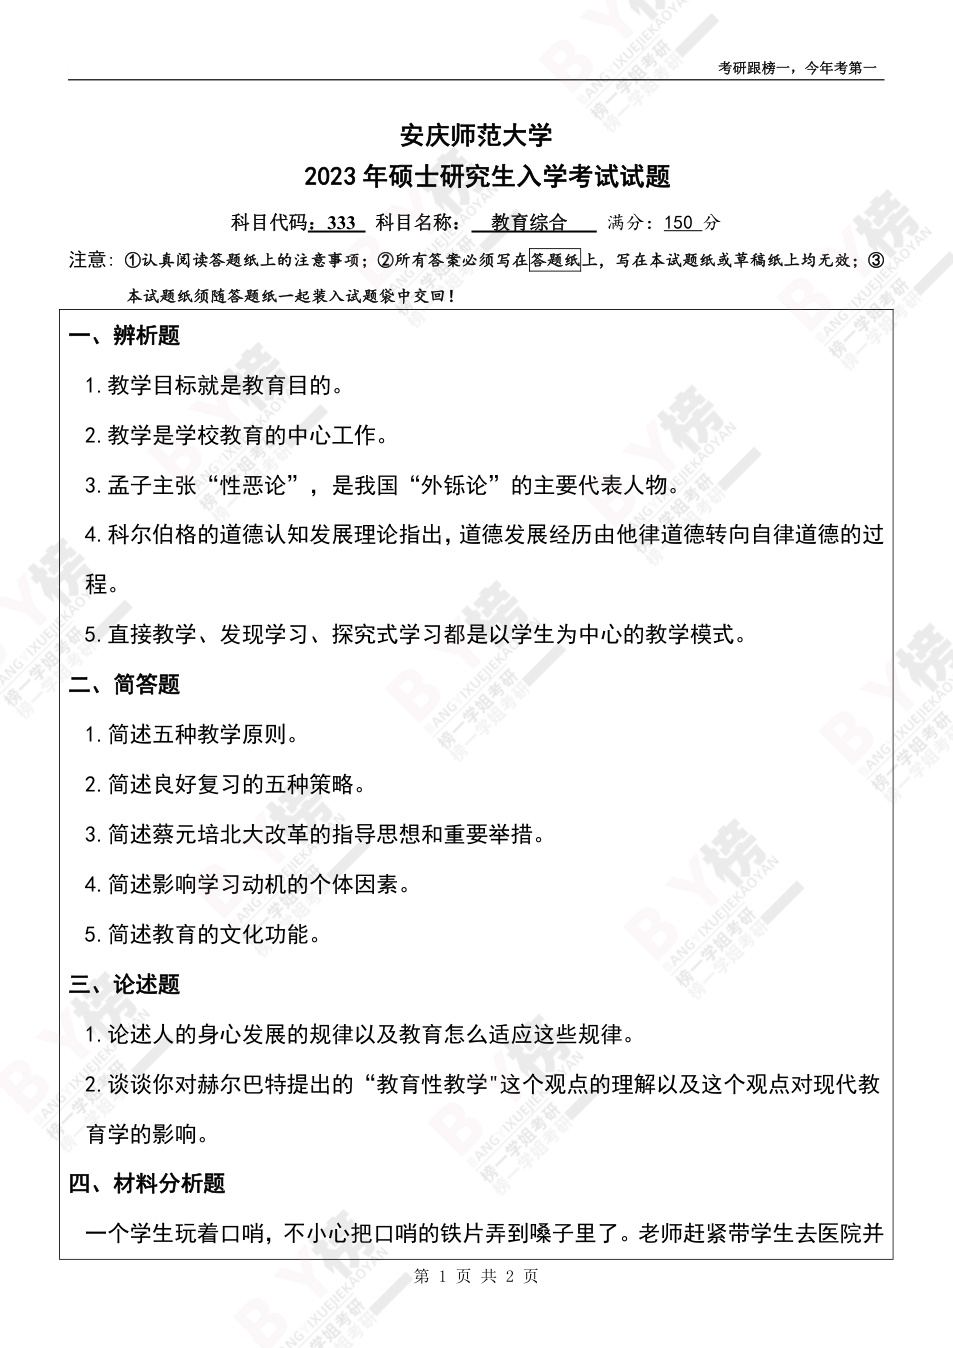 考研跟榜一，今年考第一
安庆师范大学
2023 年硕士研究生入学考试试题
科目代码：333 科目名称： 教育综合 满分：150 分
注意：①认真阅读答题纸上的注意事项；②所有答案必须写在答题纸上，写在本试题纸或草稿纸上均无效；③
本试题纸须随答题纸一起装入试题袋中交回！
一、辨析题
1.教学目标就是教育目的。
2.教学是学校教育的中心工作。
3.孟子主张“性恶论”，是我国“外铄论”的主要代表人物。
4.科尔伯格的道德认知发展理论指出，道德发展经历由他律道德转向自律道德的过
程。
5.直接教学、发现学习、探究式学习都是以学生为中心的教学模式。
二、简答题
1.简述五种教学原则。
2.简述良好复习的五种策略。
3.简述蔡元培北大改革的指导思想和重要举措。
4.简述影响学习动机的个体因素。
5.简述教育的文化功能。
三、论述题
1.论述人的身心发展的规律以及教育怎么适应这些规律。
2.谈谈你对赫尔巴特提出的“教育性教学"这个观点的理解以及这个观点对现代教
育学的影响。
四、材料分析题
一个学生玩着口哨，不小心把口哨的铁片弄到嗓子里了。老师赶紧带学生去医院并
第 1 页 共 2 页
BY榜
BANGYIXUEJIEKAOYAN
榜一学姐考研